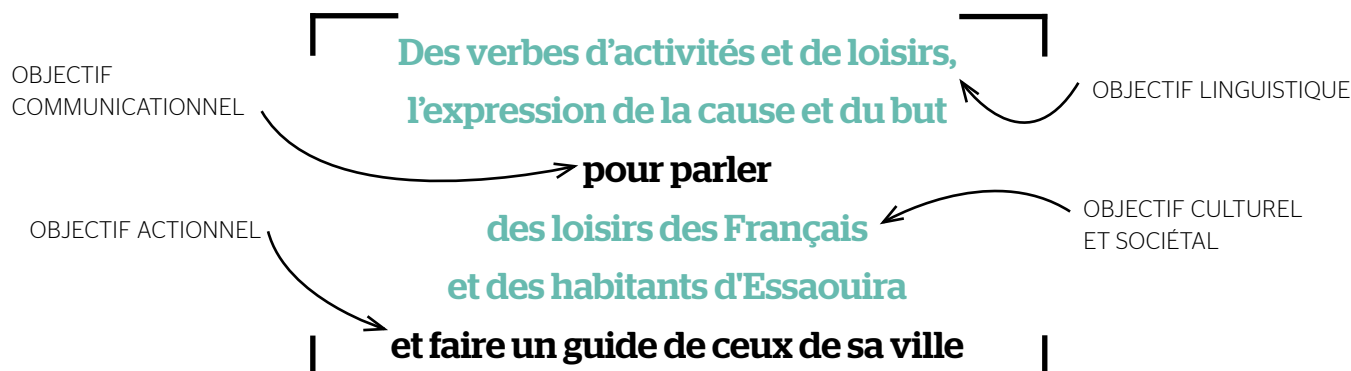 Des verbes d’activités et de loisirs,
l’expression de la cause et du but
pour parler
des loisirs des Français
et des habitants d'Essaouira
et faire un guide de ceux de sa ville
OBJECTIF
COMMUNICATIONNEL
OBJECTIF LINGUISTIQUE
OBJECTIF ACTIONNEL
OBJECTIF CULTUREL
ET SOCIÉTAL